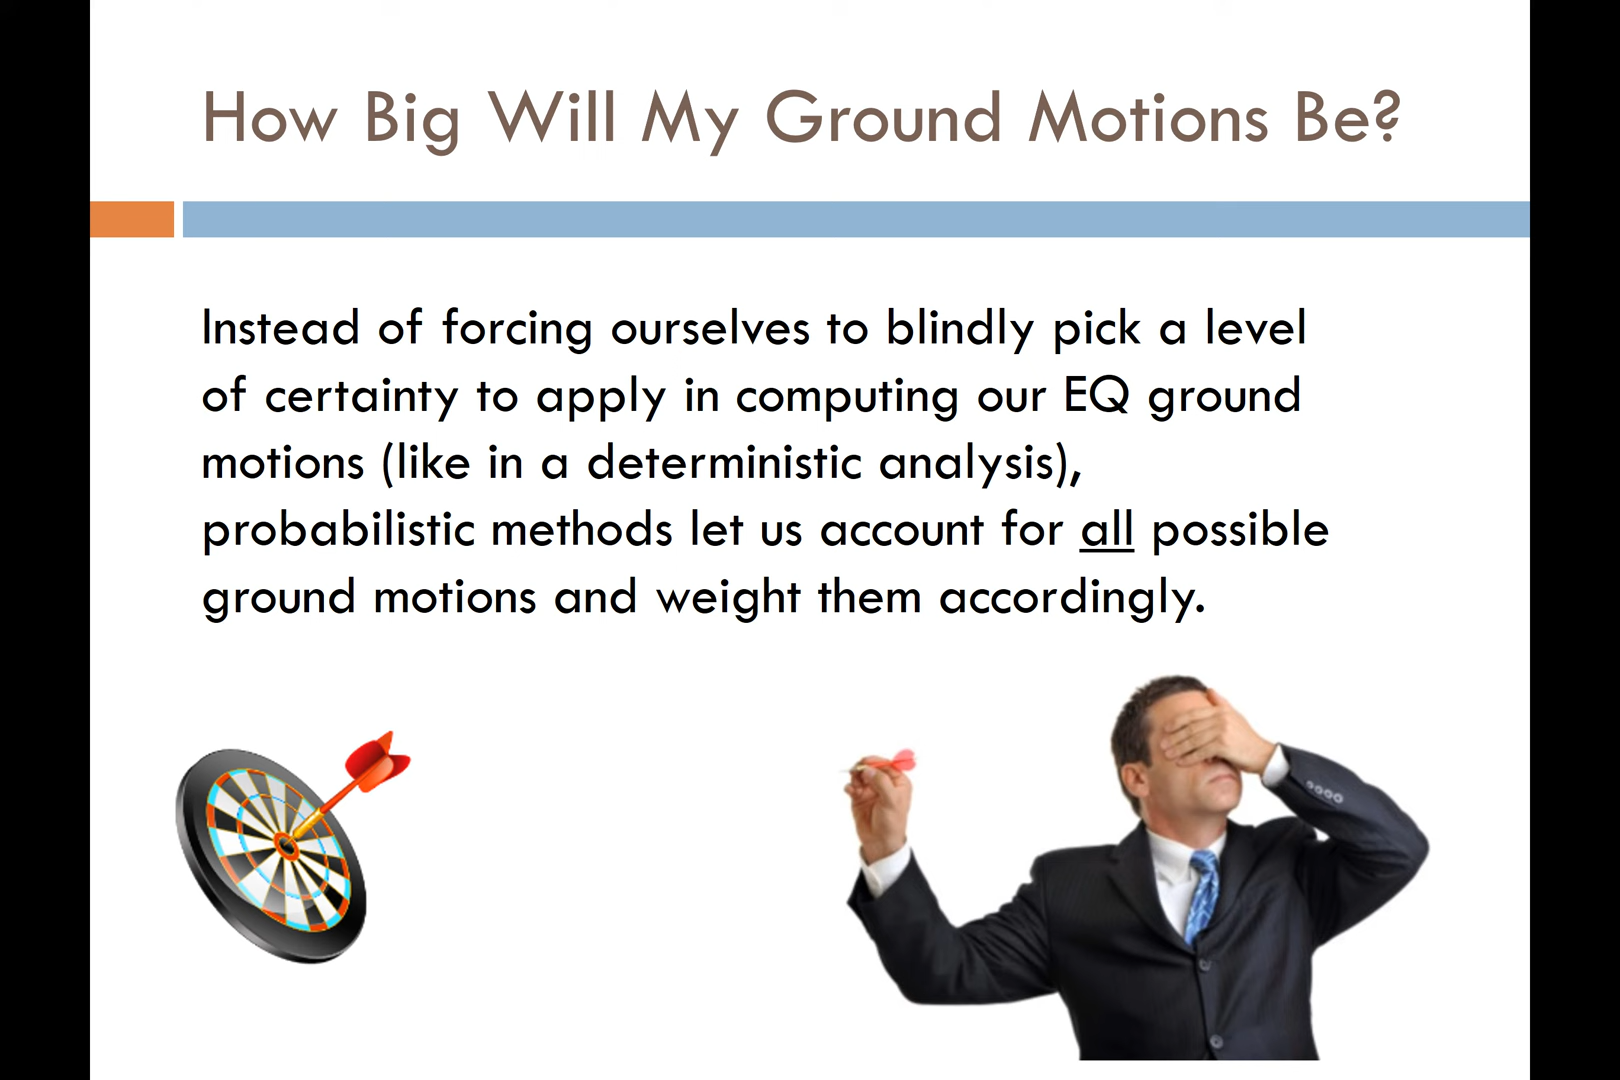 How Big Will My Ground Motions Be?
Instead of forcing ourselves to blindly pick a level
of certainty to apply in computing our EQ ground
motions (like in a deterministic analysis),
probabilistic methods let us account for all possible
ground motions and weight them accordingly.